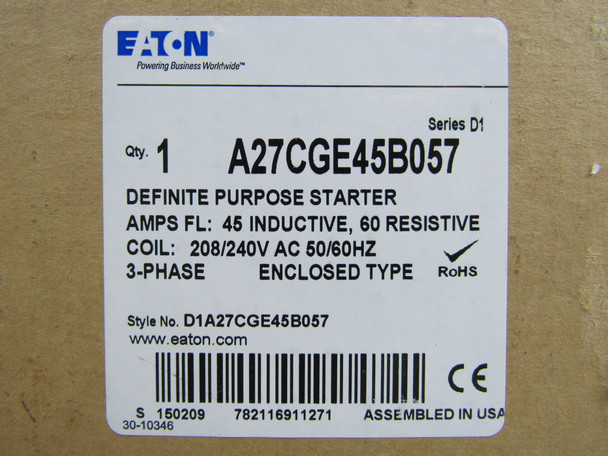 EATON®
Powering Business Worldwide™
Series D1
Qty. 1 A27CGE45B057
DEFINITE PURPOSE STARTER
AMPS FL: 45 INDUCTIVE, 60 RESISTIVE
COIL: 208/240V AC 50/60HZ
3-PHASE ENCLOSED TYPE RoHS
Style No. D1A27CGE45B057
www.eaton.com
CE
S 150209 782116911271 ASSEMBLED IN USA
30-10346